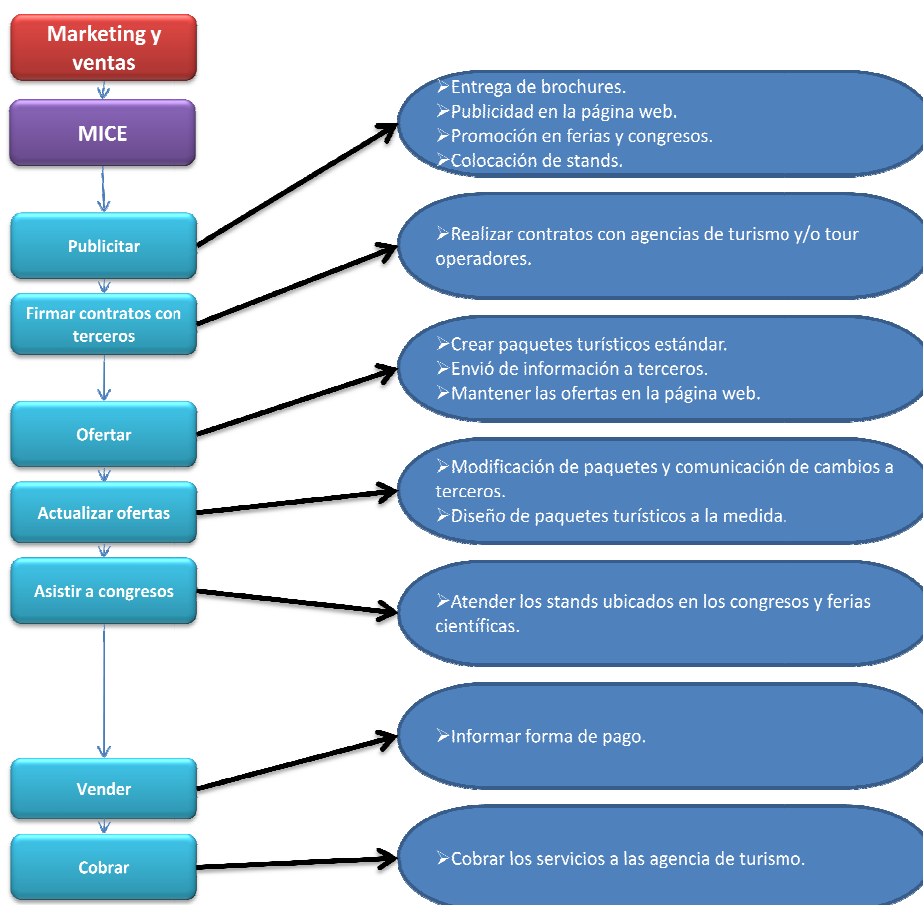 Marketing y
ventas
MICE
Publicitar
➢Entrega de brochures.
➢Publicidad en la página web.
➢Promoción en ferias y congresos.
➢Colocación de stands.
Firmar contratos con
terceros
➢Realizar contratos con agencias de turismo y/o tour
operadores.
Ofertar
➢Crear paquetes turísticos estándar.
➢Envió de información a terceros.
➢Mantener las ofertas en la página web.
Actualizar ofertas
➢Modificación de paquetes y comunicación de cambios a
terceros.
➢Diseño de paquetes turísticos a la medida.
Asistir a congresos
➢Atender los stands ubicados en los congresos y ferias
científicas.
Vender
➢Informar forma de pago.
Cobrar
➢Cobrar los servicios a las agencia de turismo.